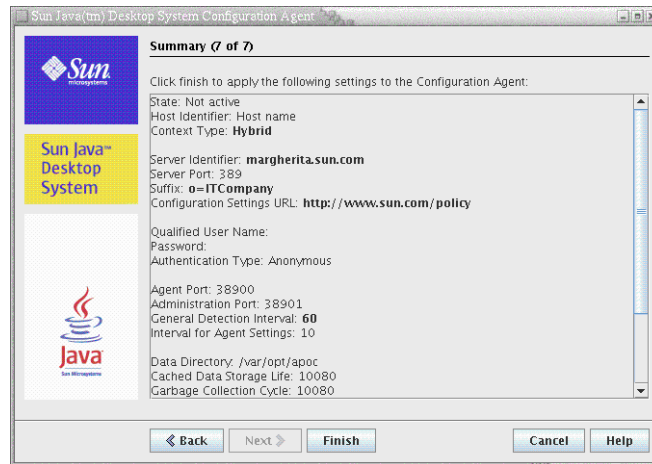 Sun Java(tm) Desktop System Configuration Agent
Sun
microsystems
Sun Java™
Desktop
System
Java
Sun Microsystems
Summary (7 of 7)
Click finish to apply the following settings to the Configuration Agent:
State: Not active
Host Identifier: Host name
Context Type: Hybrid
Server Identifier: margherita.sun.com
Server Port: 389
Suffix: o=ITCompany
Configuration Settings URL: http://www.sun.com/policy
Qualified User Name:
Password:
Authentication Type: Anonymous
Agent Port: 38900
Administration Port: 38901
General Detection Interval: 60
Interval for Agent Settings: 10
Data Directory: /var/opt/apoc
Cached Data Storage Life: 10080
Garbage Collection Cycle: 10080
Back
Next
Finish
Cancel
Help